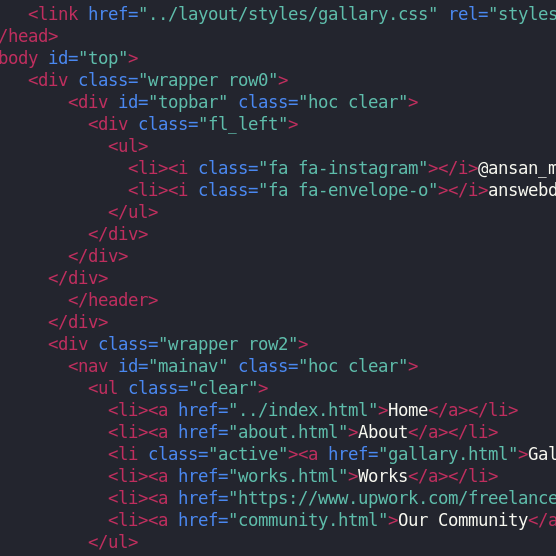 <link href="../layout/styles/gallary.css" rel="styles
/head>
body id="top">
<div class="wrapper row0">
<div id="topbar" class="hoc clear">
<div class="fl_left">
<ul>
<li><i class="fa fa-instagram"></i>@ansan_m
<li><i class="fa fa-envelope-o"></i>answebd
</ul>
</div>
</div>
</div>
</header>
</div>
<div class="wrapper row2">
<nav id="mainav" class="hoc clear">
<ul class="clear">
<li><a href="../index.html">Home</a></li>
<li><a href="about.html">About</a></li>
<li class="active"><a href="gallary.html">Gal
<li><a href="works.html">Works</a></li>
<li><a href="https://www.upwork.com/freelance
<li><a href="community.html">Our Community</a
</ul>